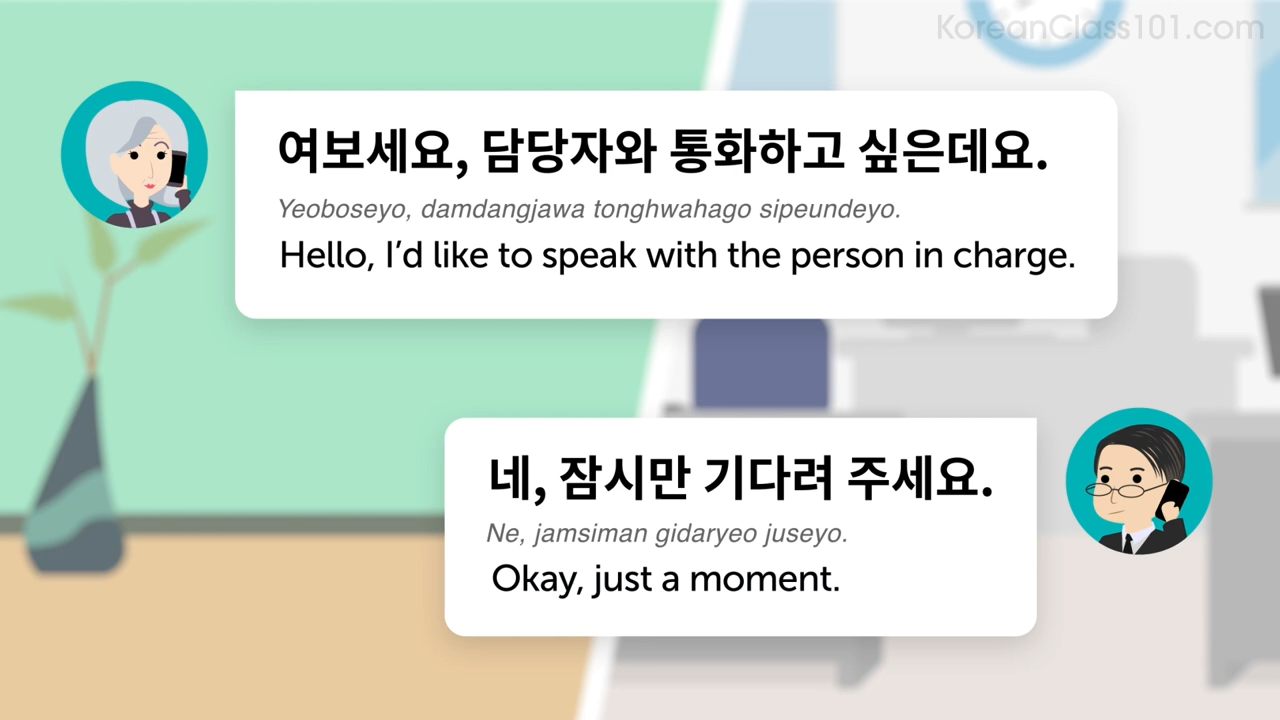 KoreanClass101.com
여보세요, 담당자와 통화하고 싶은데요.
Yeoboseyo, damdangjawa tonghwahago sipeundeyo.
Hello, I’d like to speak with the person in charge.
네, 잠시만 기다려 주세요.
Ne, jamsiman gidaryeo juseyo.
Okay, just a moment.